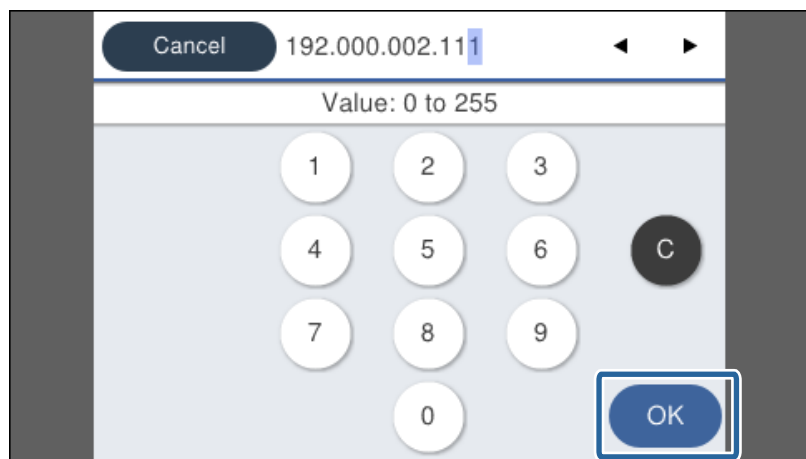 Cancel 192.000.002.111 ◀ ▶
Value: 0 to 255
1 2 3
4 5 6 C
7 8 9
0 OK